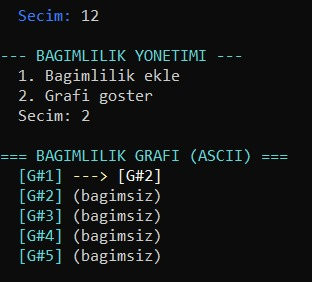 Secim: 12
--- BAGIMLILIK YONETIMI ---
1. Bagimlilik ekle
2. Grafi goster
Secim: 2
=== BAGIMLILIK GRAFI (ASCII) ===
[G#1] ---> [G#2]
[G#2] (bagimsiz)
[G#3] (bagimsiz)
[G#4] (bagimsiz)
[G#5] (bagimsiz)